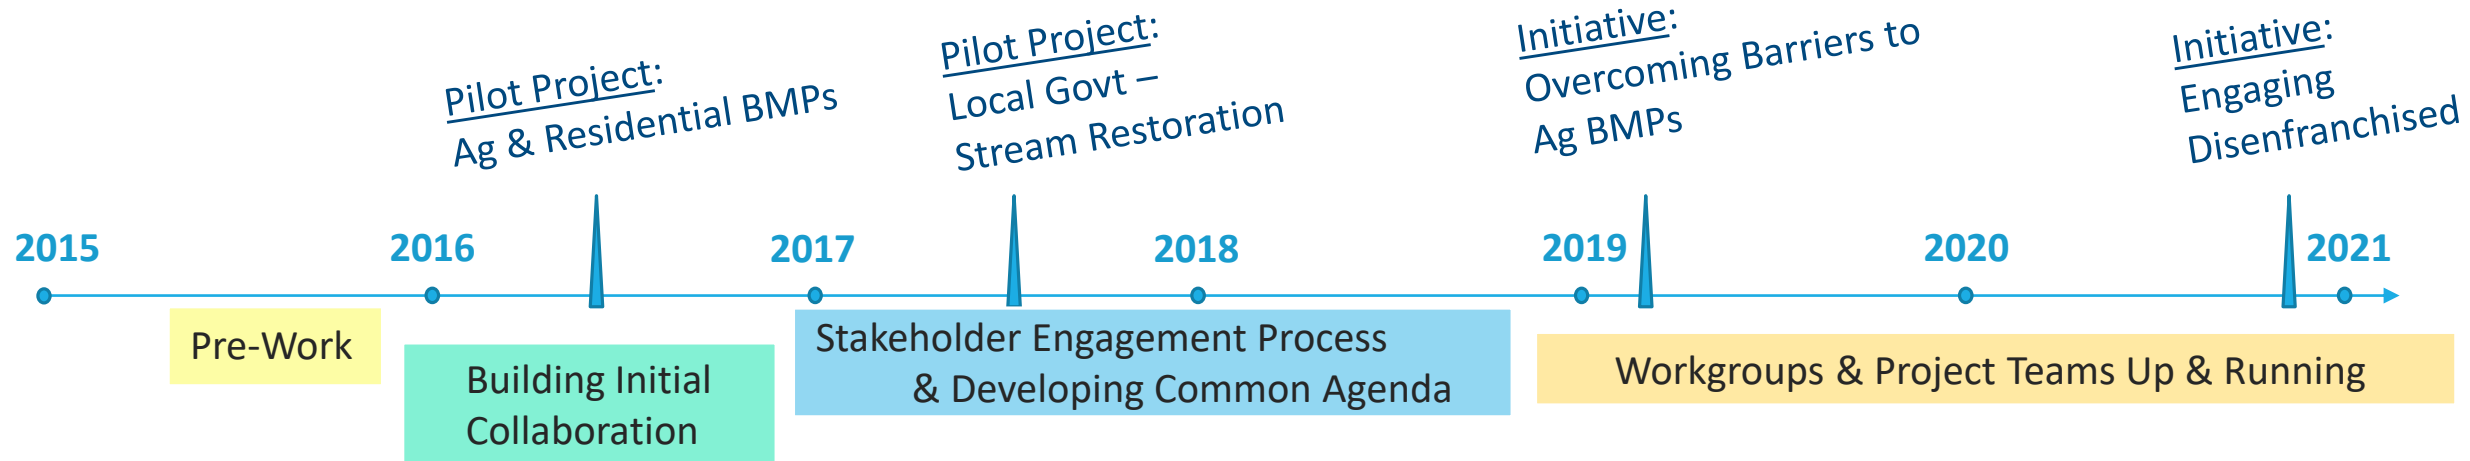 Pilot Project:
Ag & Residential BMPs
Pilot Project:
Local Govt –
Stream Restoration
Initiative:
Overcoming Barriers to
Ag BMPs
Initiative:
Engaging
Disenfranchised
2015
2016
2017
2018
2019
2020
2021
Pre-Work
Building Initial
Collaboration
Stakeholder Engagement Process
& Developing Common Agenda
Workgroups & Project Teams Up & Running